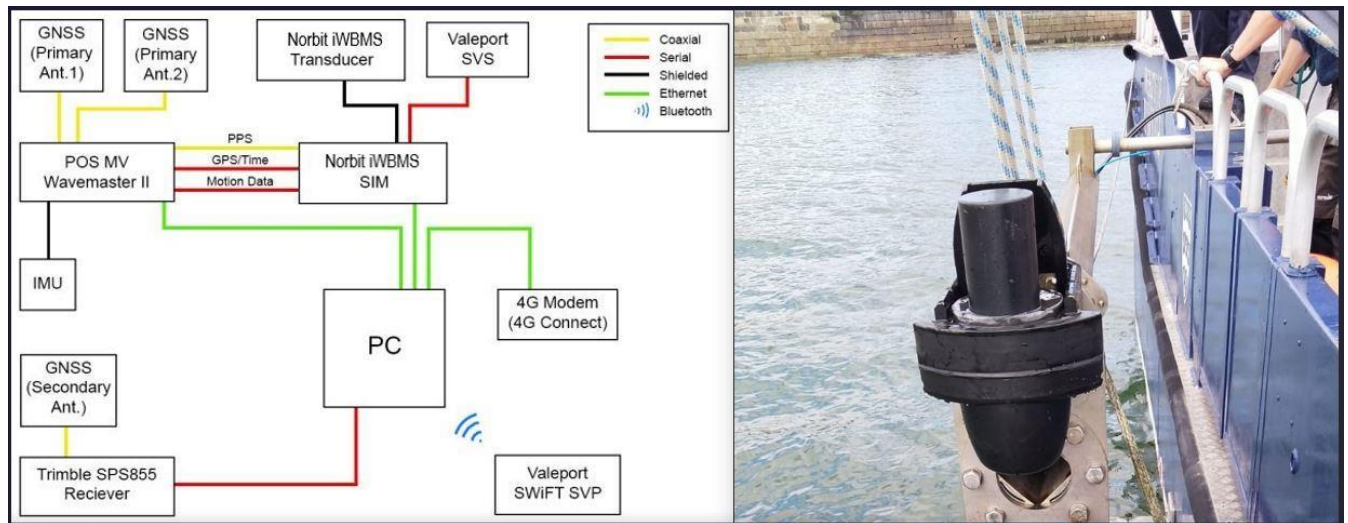 GNSS
(Primary
Ant.1)
GNSS
(Primary
Ant.2)
Norbit iWBMS
Transducer
Valeport
SVS
Coaxial
Serial
Shielded
Ethernet
Bluetooth
POS MV
Wavemaster II
PPS
GPS/Time
Motion Data
Norbit iWBMS
SIM
IMU
PC
4G Modem
(4G Connect)
GNSS
(Secondary
Ant.)
Trimble SPS855
Reciever
Valeport
SWiFT SVP